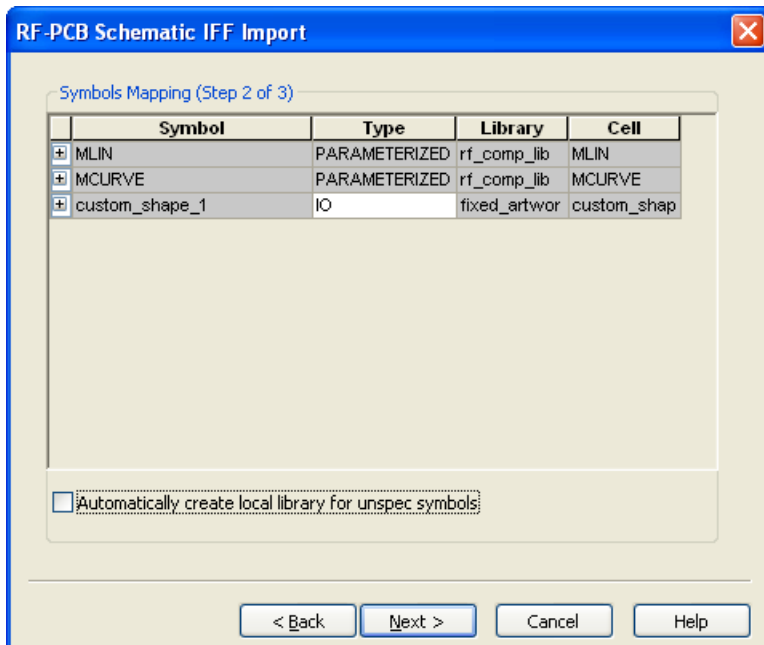 RF-PCB Schematic IFF Import
Symbols Mapping (Step 2 of 3)
Symbol Type Library Cell
MLIN PARAMETERIZED rf_comp_lib MLIN
MCURVE PARAMETERIZED rf_comp_lib MCURVE
custom_shape_1 IO fixed_artwor custom_shap
Automatically create local library for unspec symbols
< Back Next > Cancel Help